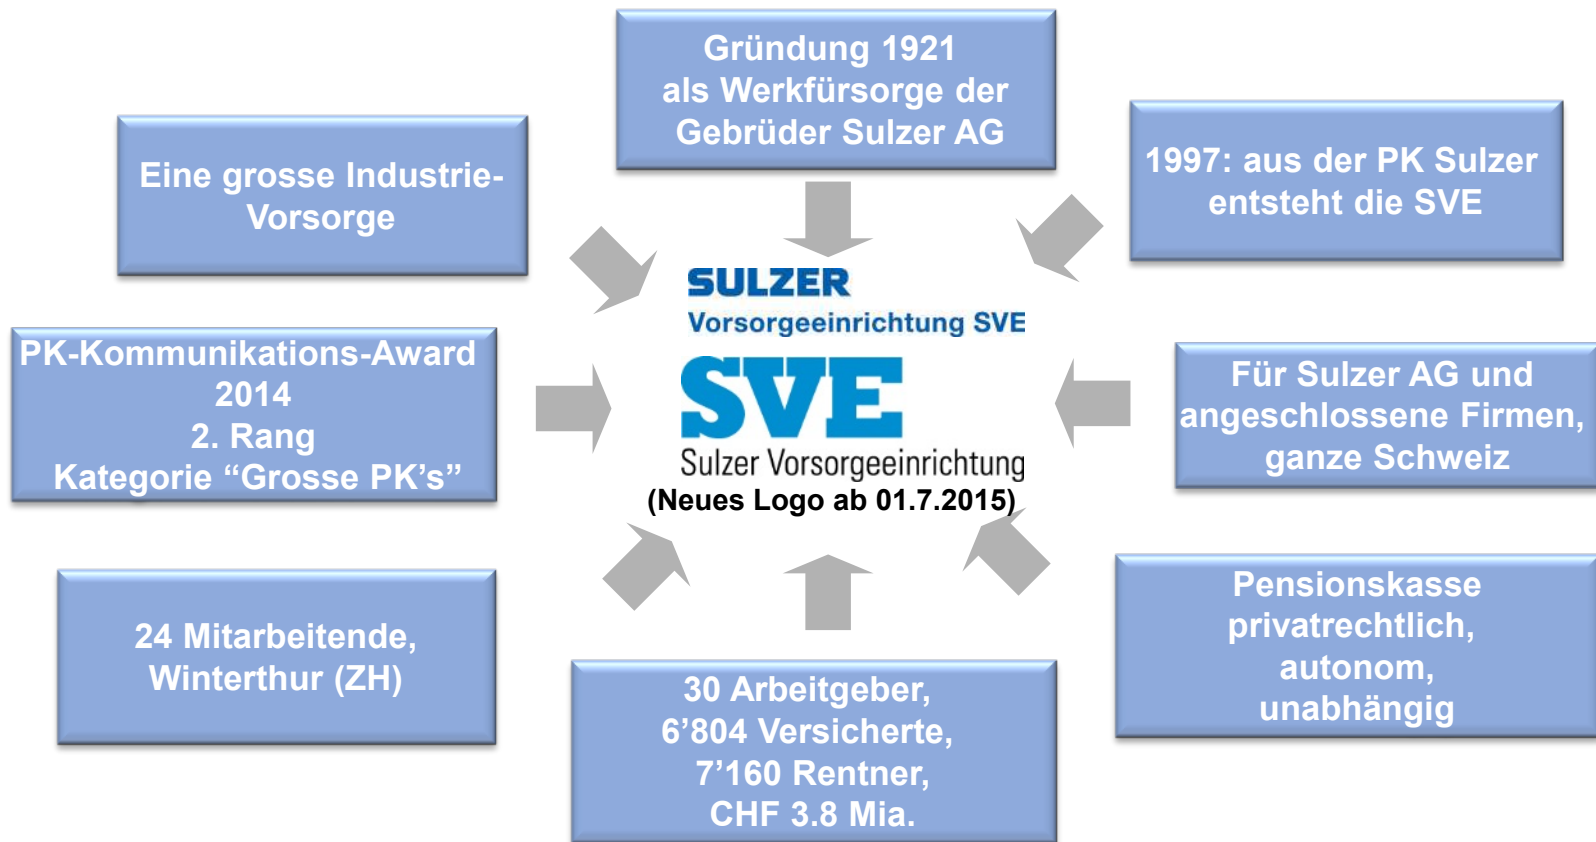 Gründung 1921
als Werkfürsorge der
Gebrüder Sulzer AG
Eine grosse Industrie-
Vorsorge
1997: aus der PK Sulzer
entsteht die SVE
SULZER
Vorsorgeeinrichtung SVE
SVE
Sulzer Vorsorgeeinrichtung
(Neues Logo ab 01.7.2015)
PK-Kommunikations-Award
2014
2. Rang
Kategorie “Grosse PK’s”
Für Sulzer AG und
angeschlossene Firmen,
ganze Schweiz
24 Mitarbeitende,
Winterthur (ZH)
30 Arbeitgeber,
6’804 Versicherte,
7’160 Rentner,
CHF 3.8 Mia.
Pensionskasse
privatrechtlich,
autonom,
unabhängig